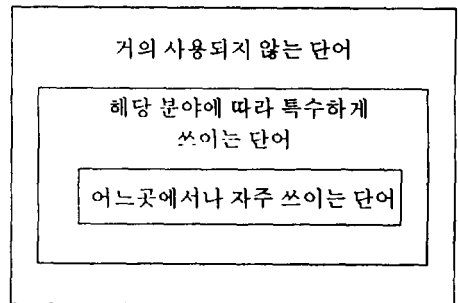 거의 사용되지 않는 단어
해당 분야에 따라 특수하게
쓰이는 단어
어느곳에서나 자주 쓰이는 단어